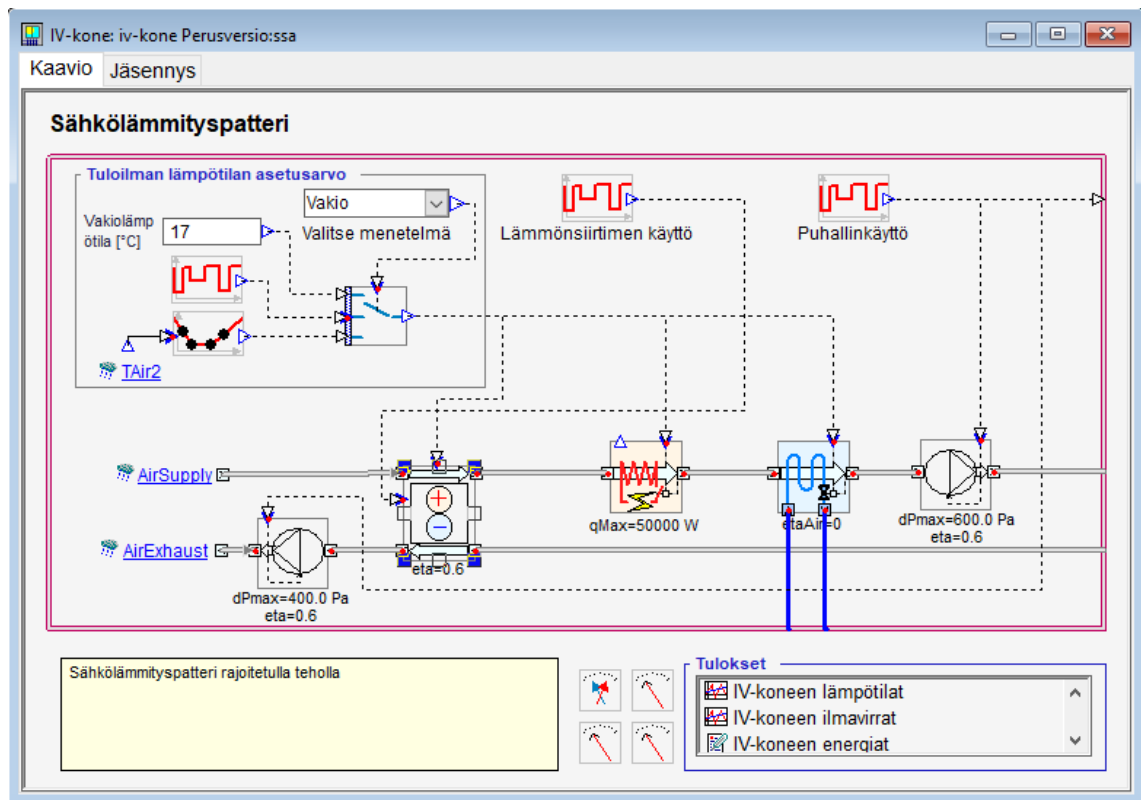 IV-kone: iv-kone Perusversio:ssa
Kaavio
Jäsennys
Sähkölämmityspatteri
Tuloilman lämpötilan asetusarvo
Vakio
Valitse menetelmä
Vakiolämp
ötila [°C]
17
TAir2
Lämmönsiirtimen käyttö
Puhallinkäyttö
AirSupply
AirExhaust
eta=0.6
qMax=50000 W
etaAir=0
dPmax=600.0 Pa
eta=0.6
dPmax=400.0 Pa
eta=0.6
Sähkölämmityspatteri rajoitetulla teholla
Tulokset
IV-koneen lämpötilat
IV-koneen ilmavirrat
IV-koneen energiat